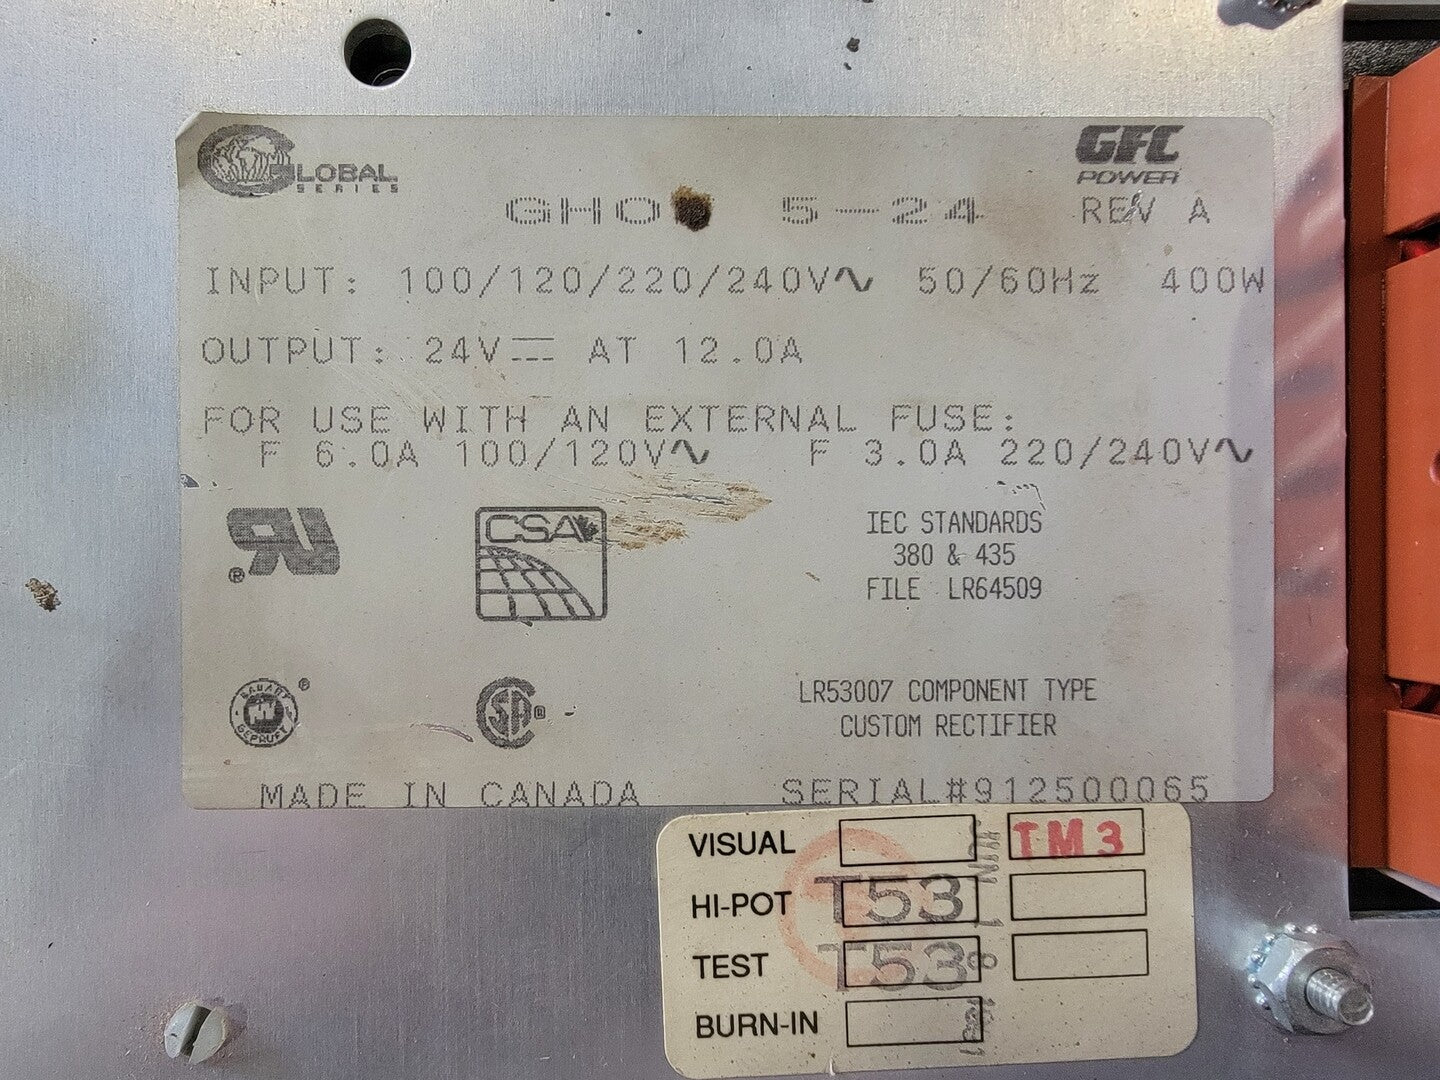 GLOBAL
SERIES
GFC
POWER
GHO 5-24 REV A
INPUT: 100/120/220/240V∿ 50/60Hz 400W
OUTPUT: 24V⎓ AT 12.0A
FOR USE WITH AN EXTERNAL FUSE:
F 6.0A 100/120V∿ F 3.0A 220/240V∿
CSA
IEC STANDARDS
380 & 435
FILE LR64509
BAUART
GEPRÜFT
LR53007 COMPONENT TYPE
CUSTOM RECTIFIER
MADE IN CANADA SERIAL#912500065
VISUAL TM3
HI-POT T53
TEST T53
BURN-IN